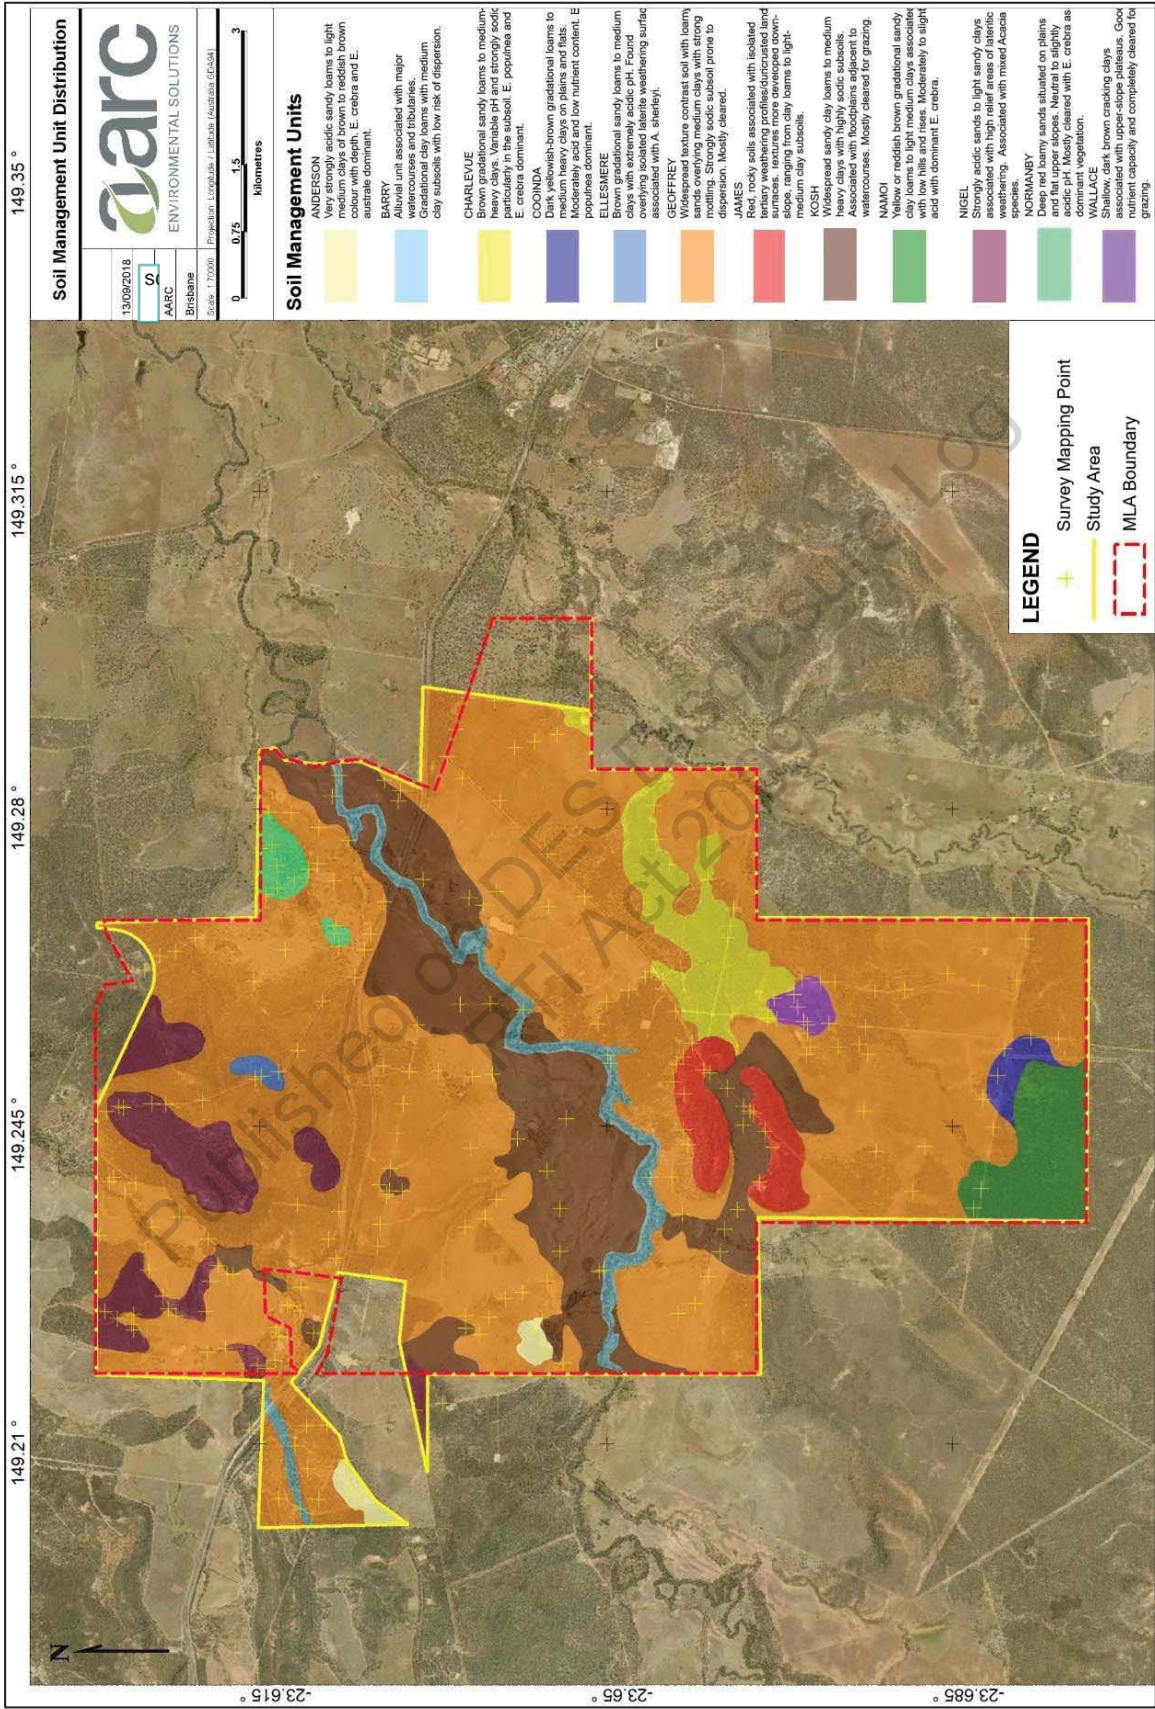 Soil Management Unit Distribution
aarc
ENVIRONMENTAL SOLUTIONS
13/09/2018
AARC
Brisbane
Scale 1:70000
Projection: Longitude / Latitude (Australia GDA94)
0 0.75 1.5 3
kilometres
Soil Management Units
ANDERSON
Very strongly acidic sandy loams to light
medium clays of brown to reddish brown
colour with depth. E. crebra and E.
australe dominant.
BARRY
Alluvial unit associated with major
watercourses and tributaries.
Gradational clay loams with medium
clay subsoils with low risk of dispersion.
CHARLEVUE
Brown gradational sandy loams to medium-
heavy clays. Variable pH and strongly sodic
particularly in the subsoil. E. populnea and
E. crebra dominant.
COOINDA
Dark yellowish-brown gradational loams to
medium heavy clays on plains and flats.
Moderately acid and low nutrient content. E
populnea dominant.
ELLESMERE
Brown gradational sandy loams to medium
clays with extremely acidic pH. Found
overlying isolated laterite weathering surfac
associated with A. sherleyi.
GEOFFREY
Widespread texture contrast soil with loamy
sands overlying medium clays with strong
mottling. Strongly sodic subsoil prone to
dispersion. Mostly cleared.
JAMES
Red, rocky soils associated with isolated
tertiary weathering profiles/duricrusted land
surfaces. textures more developed down-
slope, ranging from clay loams to light-
medium clay subsoils.
KOSH
Widespread sandy clay loams to medium
heavy clays with highly sodic subsoils.
Associated with floodplains adjacent to
watercourses. Mostly cleared for grazing.
NAMOI
Yellow or reddish brown gradational sandy
clay loams to light medium clays associated
with low hills and rises. Moderately to slight
acid with dominant E. crebra.
NIGEL
Strongly acidic sands to light sandy clays
associated with high relief areas of lateritic
weathering. Associated with mixed Acacia
species.
NORMANBY
Deep red loamy sands situated on plains
and flat upper slopes. Neutral to slightly
acidic pH. Mostly cleared with E. crebra as
dominant vegetation.
WALLACE
Shallow dark brown cracking clays
associated with upper-slope plateaus. Good
nutrient capacity and completely cleared for
grazing.
149.21 ° 149.245 ° 149.28 ° 149.315 ° 149.35 °
-23.615 °
-23.65 °
-23.685 °
N
LEGEND
Survey Mapping Point
Study Area
MLA Boundary
Published on DES Disclosure Log
RTI Act 2009